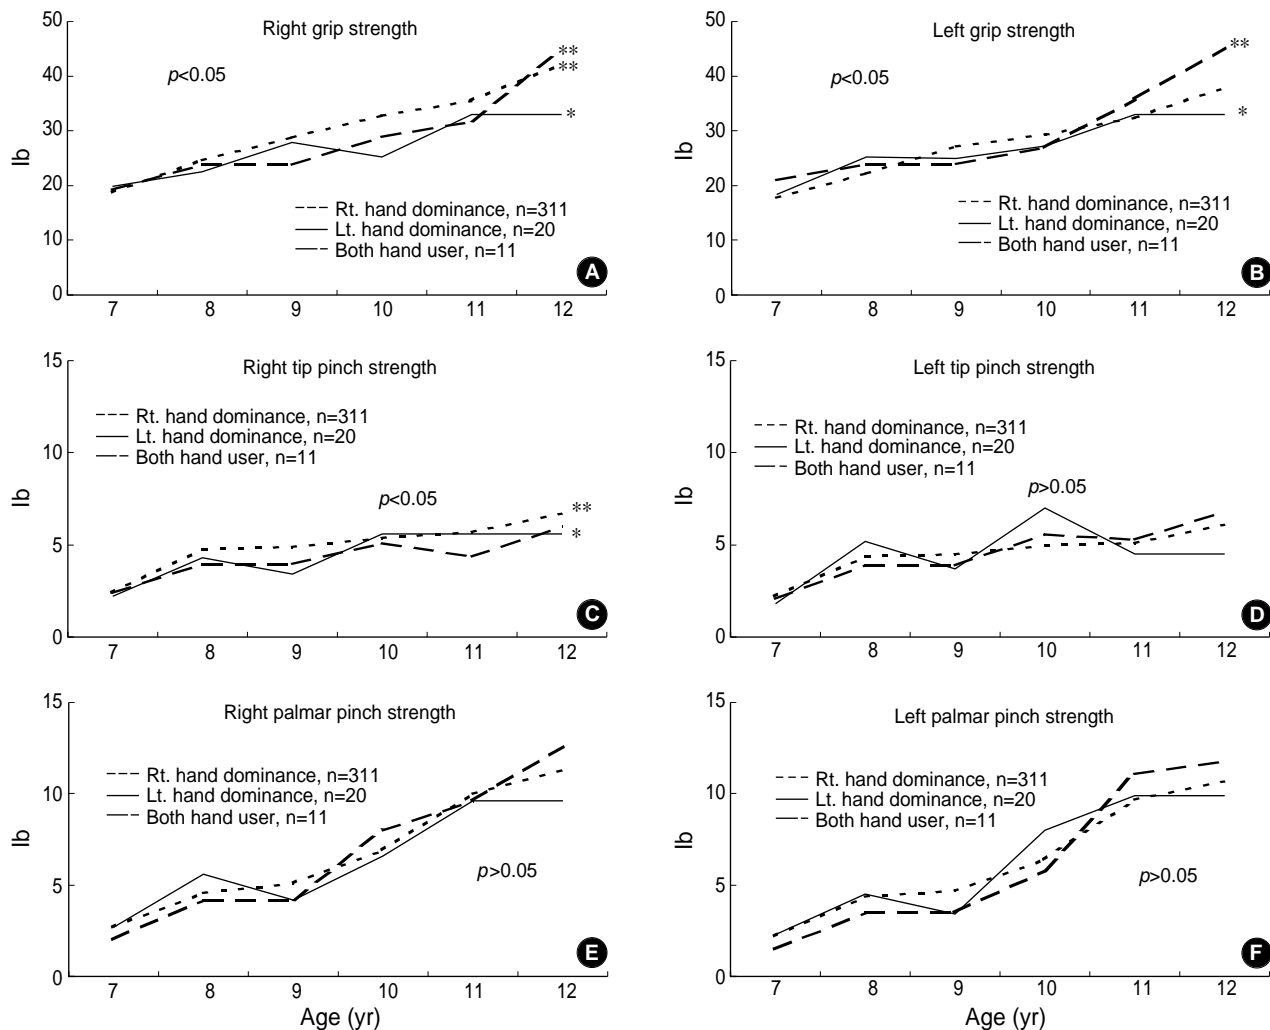 Right grip strength
50
40
30
20
10
0
lb
p<0.05
**
**
*
Rt. hand dominance, n=311
Lt. hand dominance, n=20
Both hand user, n=11
A
7 8 9 10 11 12
Left grip strength
50
40
30
20
10
0
lb
p<0.05
**
*
Rt. hand dominance, n=311
Lt. hand dominance, n=20
Both hand user, n=11
B
7 8 9 10 11 12
Right tip pinch strength
15
10
5
0
lb
Rt. hand dominance, n=311
Lt. hand dominance, n=20
Both hand user, n=11
p<0.05
**
*
C
7 8 9 10 11 12
Left tip pinch strength
15
10
5
0
lb
Rt. hand dominance, n=311
Lt. hand dominance, n=20
Both hand user, n=11
p>0.05
D
7 8 9 10 11 12
Right palmar pinch strength
15
10
5
0
lb
Rt. hand dominance, n=311
Lt. hand dominance, n=20
Both hand user, n=11
p>0.05
E
7 8 9 10 11 12
Age (yr)
Left palmar pinch strength
15
10
5
0
lb
Rt. hand dominance, n=311
Lt. hand dominance, n=20
Both hand user, n=11
p>0.05
F
7 8 9 10 11 12
Age (yr)